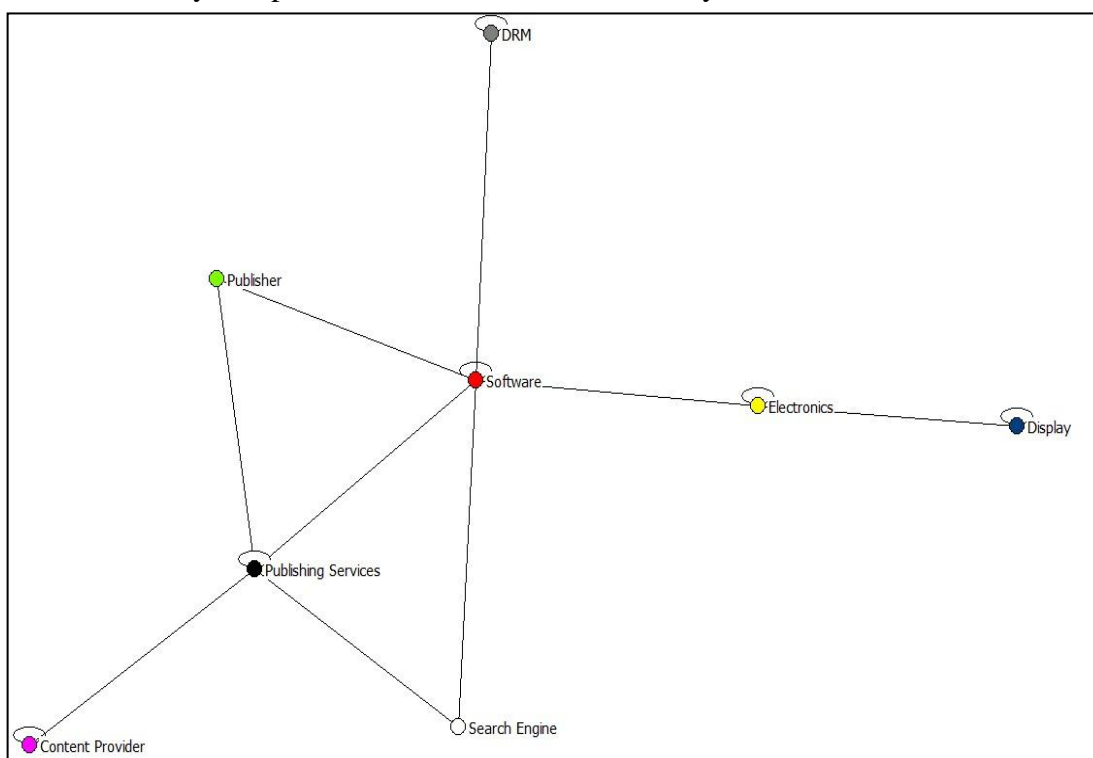 DRM
Publisher
Software
Electronics
Display
Publishing Services
Search Engine
Content Provider